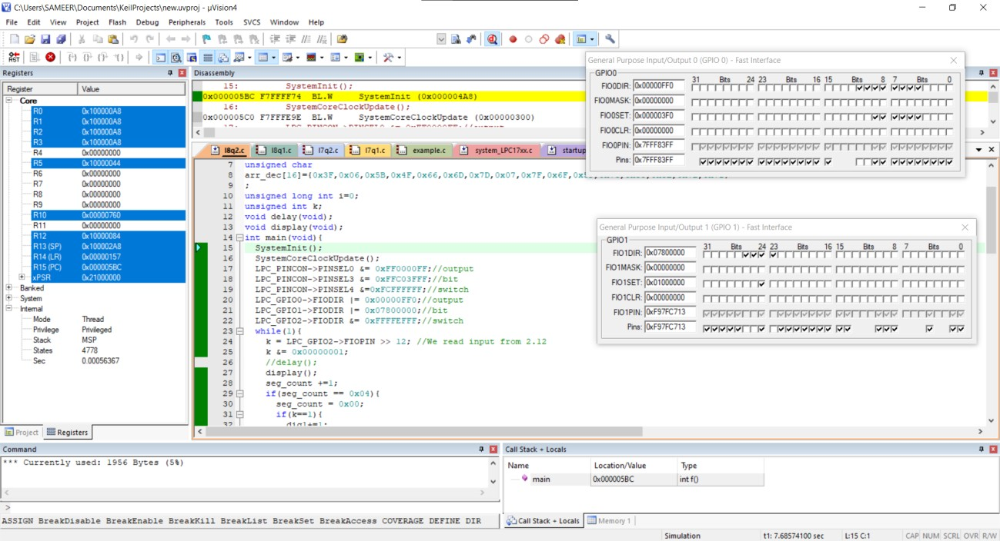 C:\Users\SAMEER\Documents\KeilProjects\new.uvproj - µVision4
File Edit View Project Flash Debug Peripherals Tools SVCS Window Help
Registers
Register Value
Core
R0 0x100000A8
R1 0x100000A8
R2 0x100000A8
R3 0x100000A8
R4 0x00000000
R5 0x10000044
R6 0x00000000
R7 0x00000000
R8 0x00000000
R9 0x00000000
R10 0x00000760
R11 0x00000000
R12 0x10000084
R13 (SP) 0x100002A8
R14 (LR) 0x00000157
R15 (PC) 0x000005BC
xPSR 0x21000000
Banked
System
Internal
Mode Thread
Privilege Privileged
Stack MSP
States 4778
Sec 0.00056367
Project Registers
Disassembly
15: SystemInit();
0x000005BC F7FFFF74 BL.W SystemInit (0x000004A8)
16: SystemCoreClockUpdate();
0x000005C0 F7FFFE9E BL.W SystemCoreClockUpdate (0x00000300)
l8q2.c l8q1.c l7q2.c l7q1.c example.c system_LPC17xx.c startup
7 unsigned char
8 arr_dec[16]={0x3F,0x06,0x5B,0x4F,0x66,0x6D,0x7D,0x07,0x7F,0x6F,
9 ;
10 unsigned long int i=0;
11 unsigned int k;
12 void delay(void);
13 void display(void);
14 int main(void){
15 SystemInit();
16 SystemCoreClockUpdate();
17 LPC_PINCON->PINSEL0 &= 0xFF0000FF;//output
18 LPC_PINCON->PINSEL3 &= 0xFFC03FFF;//bit
19 LPC_PINCON->PINSEL4 &=0xFCFFFFFF;//switch
20 LPC_GPIO0->FIODIR |= 0x00000FF0;//output
21 LPC_GPIO1->FIODIR |= 0x07800000;//bit
22 LPC_GPIO2->FIODIR &= 0xFFFFEFFF;//switch
23 while(1){
24 k = LPC_GPIO2->FIOPIN >> 12; //We read input from 2.12
25 k &= 0x00000001;
26 //delay();
27 display();
28 seg_count +=1;
29 if(seg_count == 0x04){
30 seg_count = 0x00;
31 if(k==1){
32 dig1+=1;
General Purpose Input/Output 0 (GPIO 0) - Fast Interface
GPIO0
31 Bits 24 23 Bits 16 15 Bits 8 7 Bits 0
FIO0DIR: 0x00000FF0
FIO0MASK: 0x00000000
FIO0SET: 0x000003F0
FIO0CLR: 0x00000000
FIO0PIN: 0x7FFF83FF
Pins: 0x7FFF83FF
General Purpose Input/Output 1 (GPIO 1) - Fast Interface
GPIO1
31 Bits 24 23 Bits 16 15 Bits 8 7 Bits 0
FIO1DIR: 0x07800000
FIO1MASK: 0x00000000
FIO1SET: 0x01000000
FIO1CLR: 0x00000000
FIO1PIN: 0xF97FC713
Pins: 0xF97FC713
Command
*** Currently used: 1956 Bytes (5%)
>
ASSIGN BreakDisable BreakEnable BreakKill BreakList BreakSet BreakAccess COVERAGE DEFINE DIR
Call Stack + Locals
Name Location/Value Type
main 0x000005BC int f()
Call Stack + Locals Memory 1
Simulation t1: 7.68574100 sec L:15 C:1 CAP NUM SCRL OVR R/W